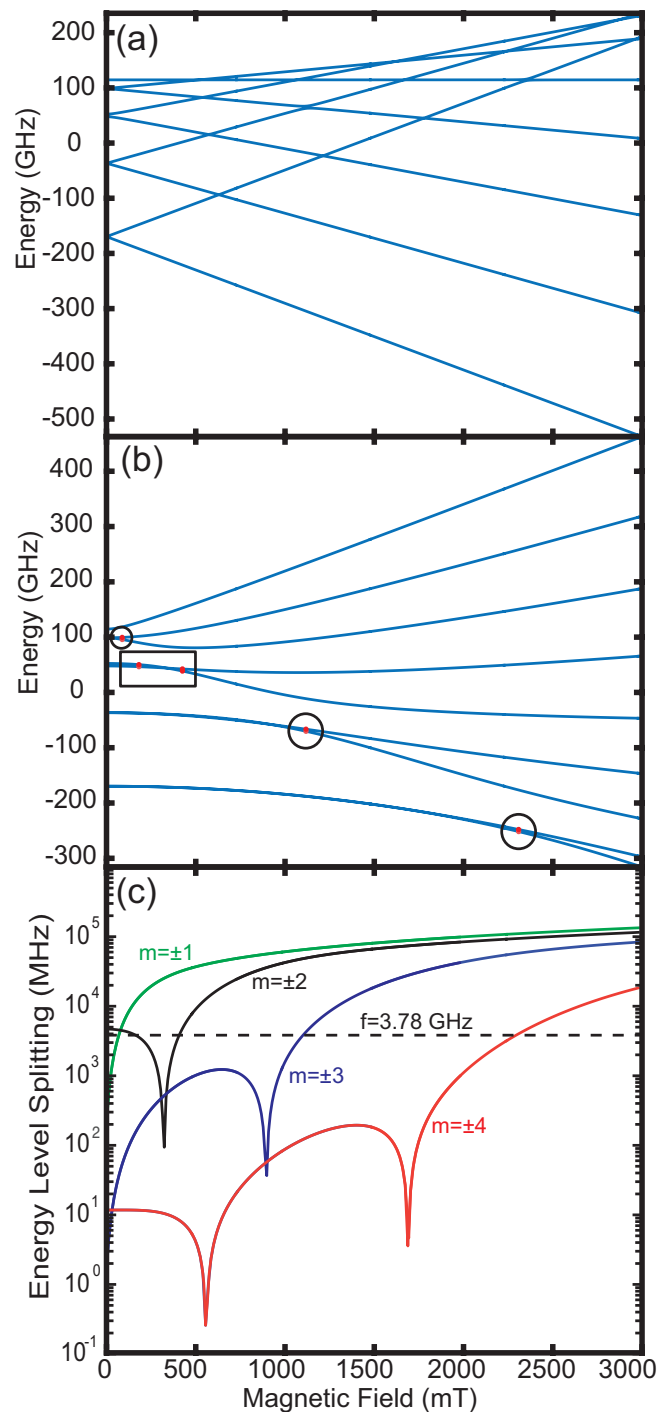 (a)
200
100
0
-100
-200
-300
-400
-500
Energy (GHz)
(b)
400
300
200
100
0
-100
-200
-300
Energy (GHz)
(c)
10^5
10^4
10^3
10^2
10^1
10^0
10^-1
Energy Level Splitting (MHz)
m=±1
m=±2
f=3.78 GHz
m=±3
m=±4
0 500 1000 1500 2000 2500 3000
Magnetic Field (mT)